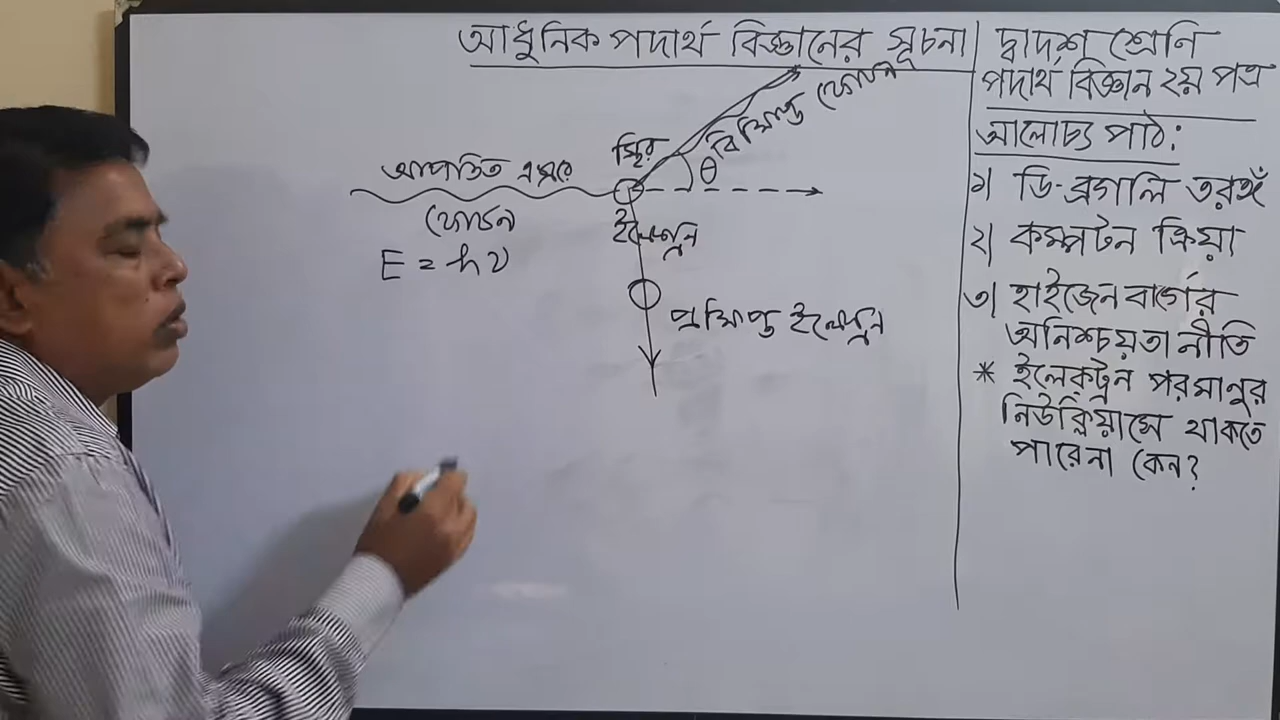 আধুনিক পদার্থ বিজ্ঞানের সূচনা
দ্বাদশ শ্রেণি
পদার্থ বিজ্ঞান ২য় পত্র
আলোচ্য পাঠ:
১) ডি-ব্রগলি তরঙ্গঁ
২) কম্পটন ক্রিয়া
৩) হাইজেনবার্গের
অনিশ্চয়তা নীতি
* ইলেকট্রন পরমানুর
নিউক্লিয়াসে থাকতে
পারেনা কেন?
আপতিত এক্সরে
ফোটন
E = hν
স্থির
ইলেকট্রন
θ
বিক্ষিপ্ত ফোটন
প্রক্ষিপ্ত ইলেকট্রন